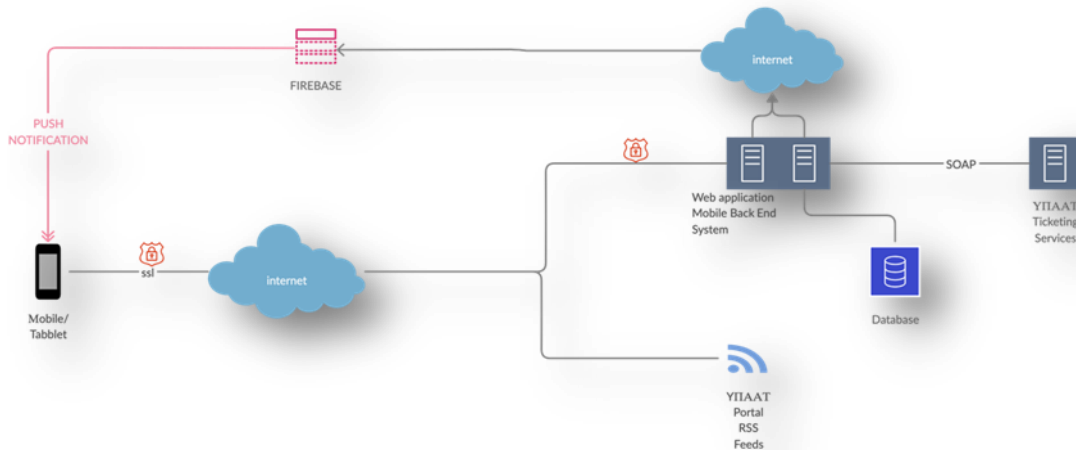 internet
FIREBASE
PUSH
NOTIFICATION
SOAP
Web application
Mobile Back End
System
ΥΠΑΑΤ
Ticketing
Services
ssl
internet
Mobile/
Tabblet
Database
ΥΠΑΑΤ
Portal
RSS
Feeds